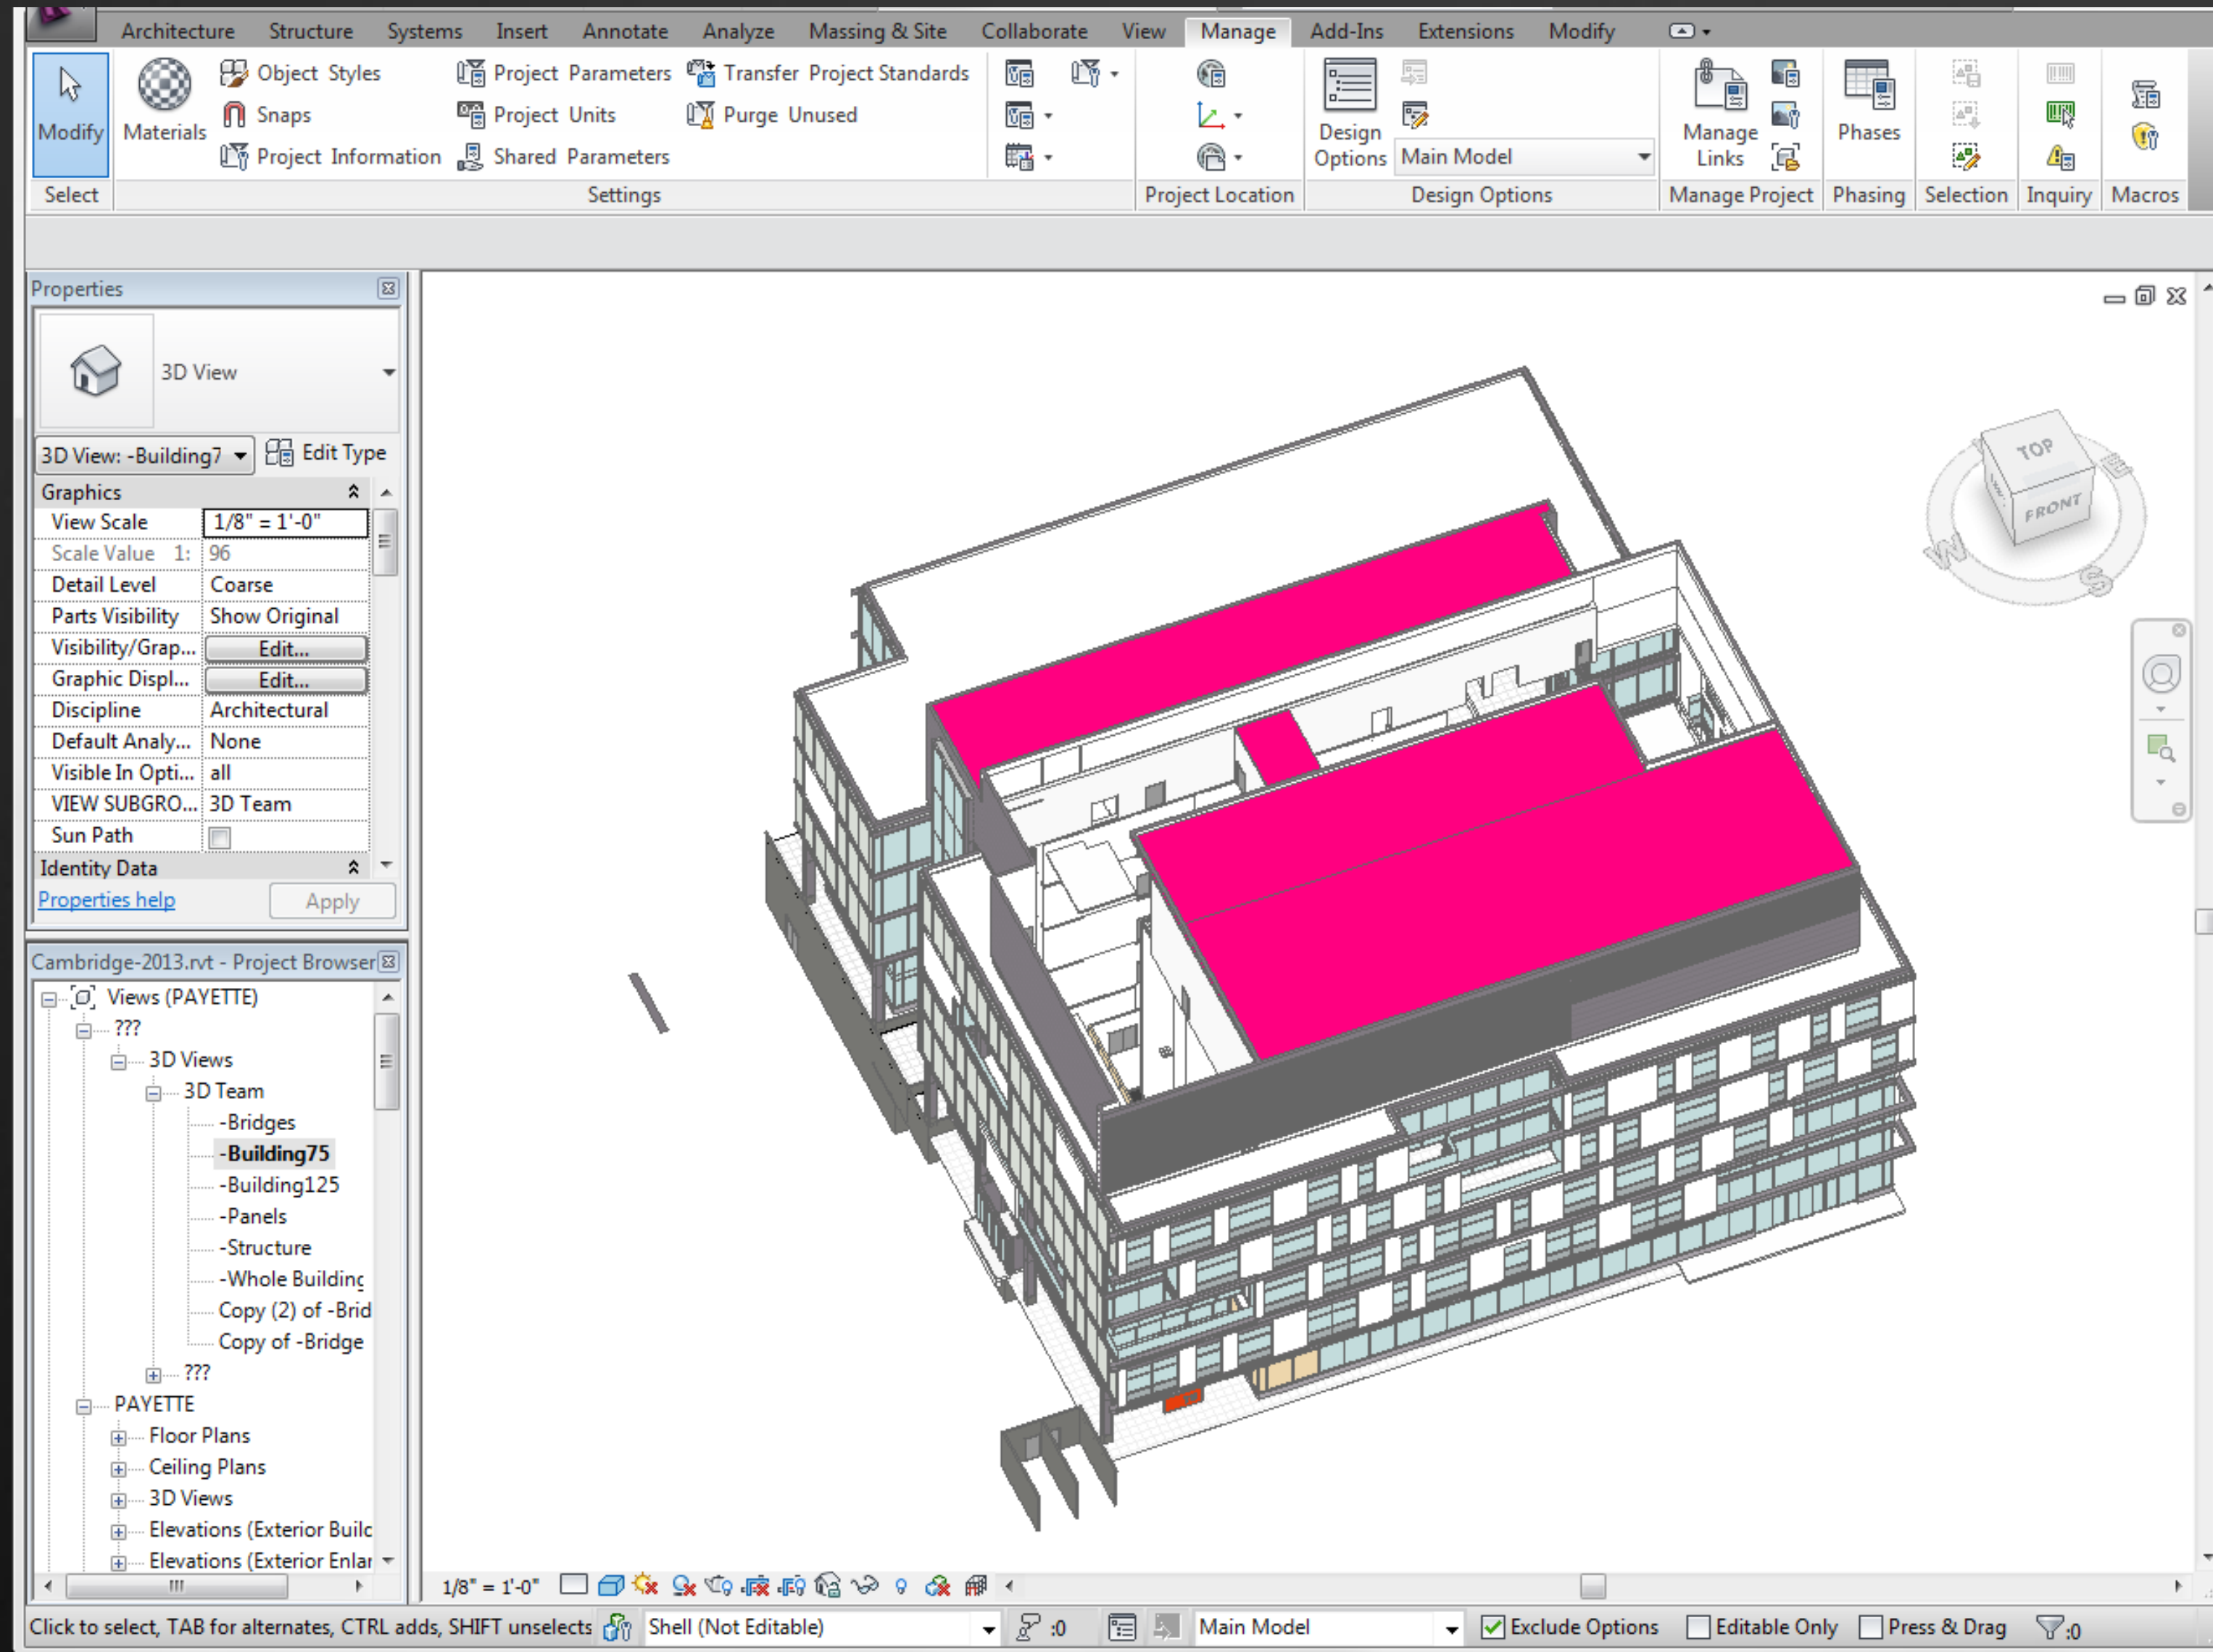 Architecture Structure Systems Insert Annotate Analyze Massing & Site Collaborate View Manage Add-Ins Extensions Modify
Modify
Materials
Object Styles
Snaps
Project Information
Project Parameters
Project Units
Shared Parameters
Transfer Project Standards
Purge Unused
Design
Options
Main Model
Manage
Links
Phases
Select Settings Project Location Design Options Manage Project Phasing Selection Inquiry Macros
Properties
3D View
3D View: -Building7
Edit Type
Graphics
View Scale 1/8" = 1'-0"
Scale Value 1: 96
Detail Level Coarse
Parts Visibility Show Original
Visibility/Grap... Edit...
Graphic Displ... Edit...
Discipline Architectural
Default Analy... None
Visible In Opti... all
VIEW SUBGRO... 3D Team
Sun Path
Identity Data
Properties help Apply
Cambridge-2013.rvt - Project Browser
Views (PAYETTE)
???
3D Views
3D Team
-Bridges
-Building75
-Building125
-Panels
-Structure
-Whole Building
Copy (2) of -Brid
Copy of -Bridge
???
PAYETTE
Floor Plans
Ceiling Plans
3D Views
Elevations (Exterior Builc
Elevations (Exterior Enlar
TOP
FRONT
W
S
E
1/8" = 1'-0"
Click to select, TAB for alternates, CTRL adds, SHIFT unselects Shell (Not Editable) :0 Main Model Exclude Options Editable Only Press & Drag :0